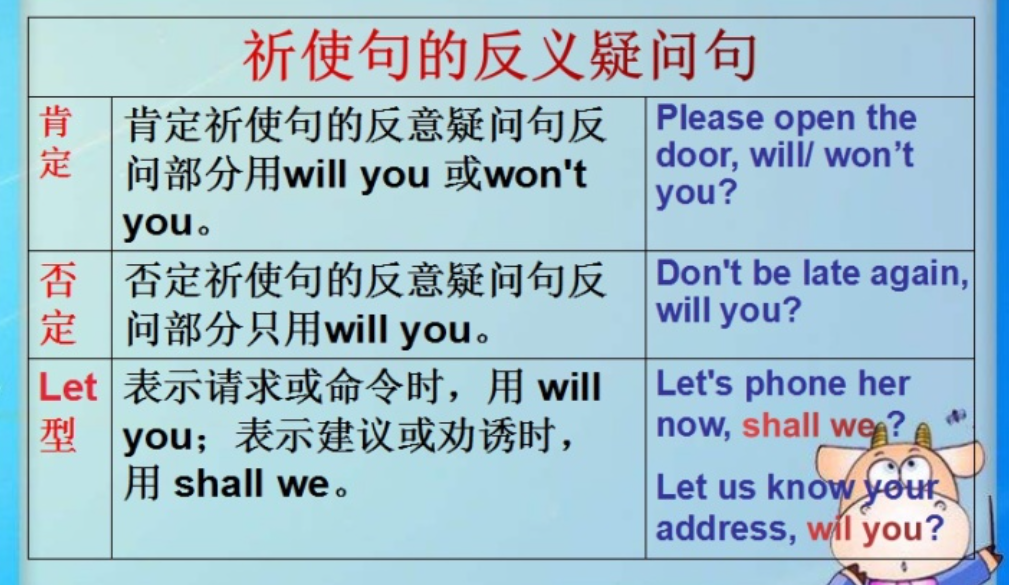 祈使句的反义疑问句
肯
定
肯定祈使句的反意疑问句反
问部分用will you 或won't
you。
Please open the
door, will/ won’t
you?
否
定
否定祈使句的反意疑问句反
问部分只用will you。
Don't be late again,
will you?
Let
型
表示请求或命令时，用 will
you；表示建议或劝诱时，
用 shall we。
Let's phone her
now, shall we ?
Let us know your
address, wil you?